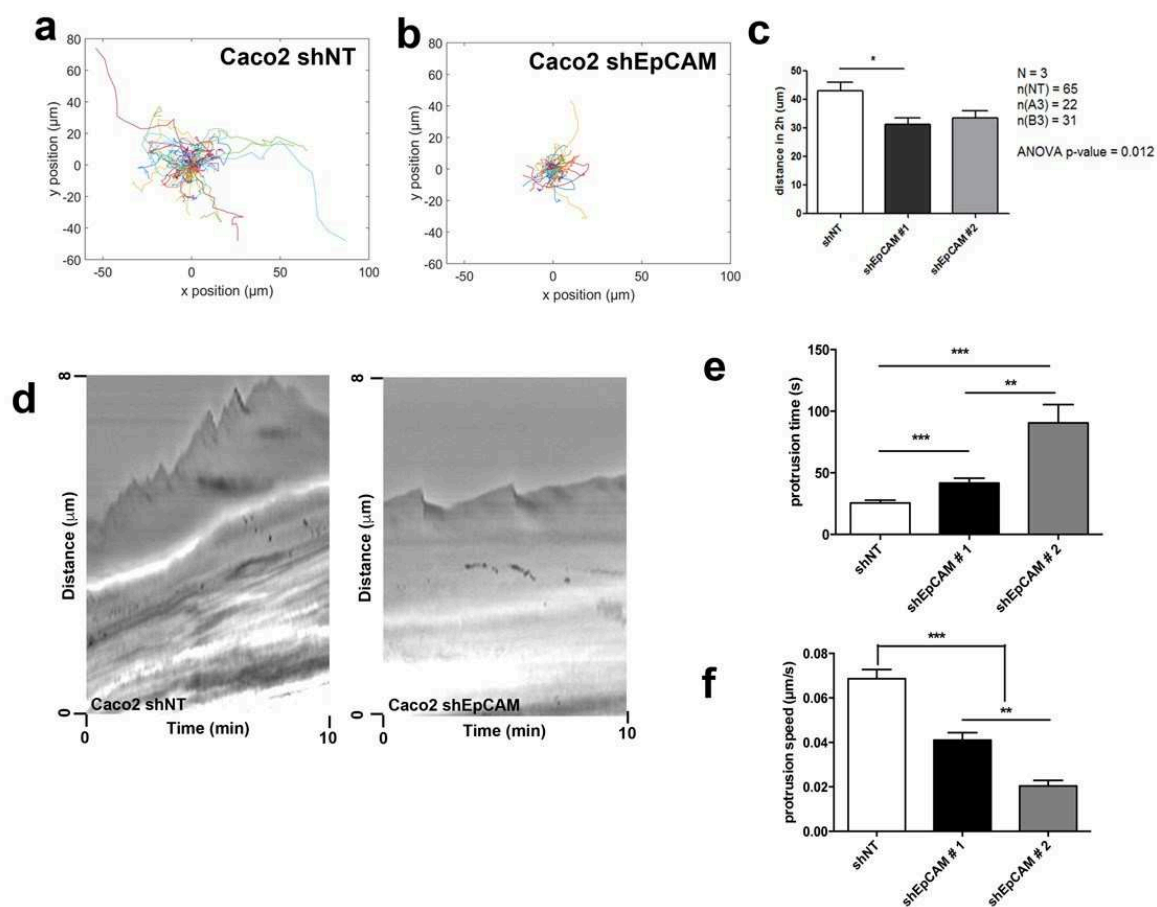 a
Caco2 shNT
80
60
40
20
0
-20
-40
-60
y position (µm)
-50
0
50
100
x position (µm)
b
Caco2 shEpCAM
80
60
40
20
0
-20
-40
-60
y position (µm)
-50
0
50
100
x position (µm)
c
*
50
40
30
20
10
0
distance in 2h (um)
shNT
shEpCAM #1
shEpCAM #2
N = 3
n(NT) = 65
n(A3) = 22
n(B3) = 31
ANOVA p-value = 0.012
d
8
Distance (µm)
0
Caco2 shNT
0
Time (min)
10
8
Distance (µm)
0
Caco2 shEpCAM
0
Time (min)
10
e
150
100
50
0
protrusion time (s)
***
**
***
shNT
shEpCAM # 1
shEpCAM # 2
f
0.08
0.06
0.04
0.02
0.00
protrusion speed (µm/s)
***
**
shNT
shEpCAM # 1
shEpCAM # 2